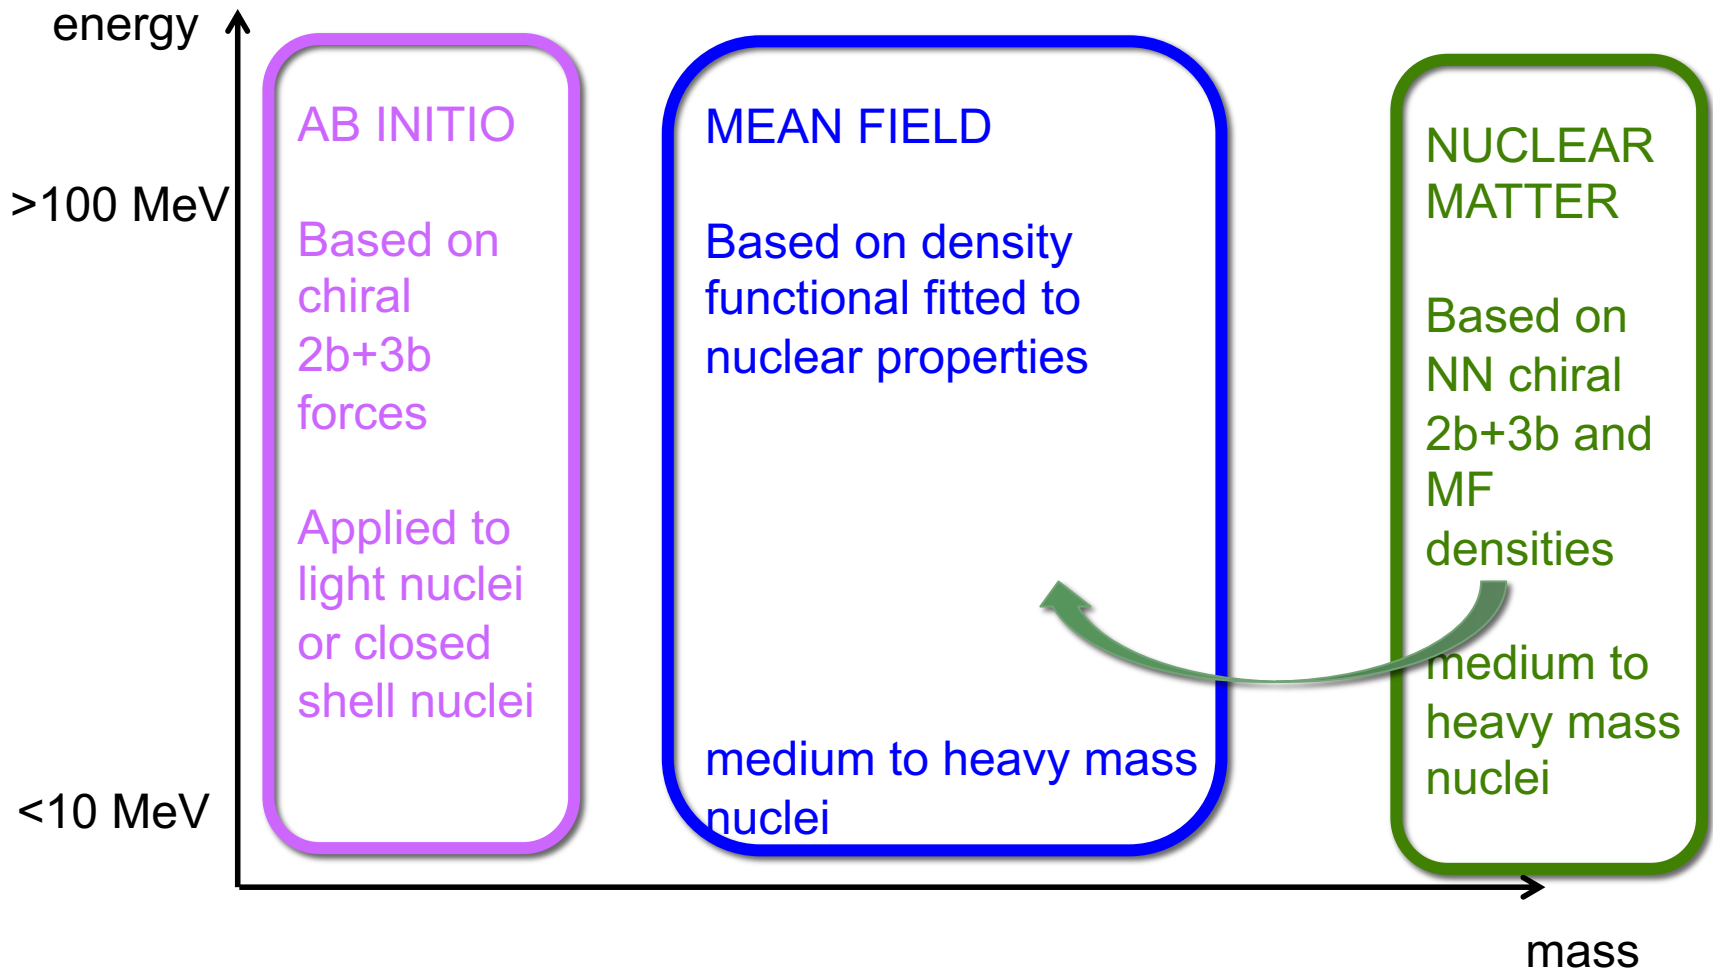 energy
>100 MeV
<10 MeV
AB INITIO
Based on
chiral
2b+3b
forces
Applied to
light nuclei
or closed
shell nuclei
MEAN FIELD
Based on density
functional fitted to
nuclear properties
medium to heavy mass
nuclei
NUCLEAR
MATTER
Based on
NN chiral
2b+3b and
MF
densities
medium to
heavy mass
nuclei
mass